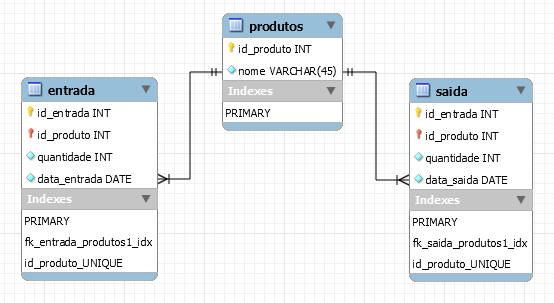 produtos
id_produto INT
nome VARCHAR(45)
Indexes
PRIMARY
entrada
id_entrada INT
id_produto INT
quantidade INT
data_entrada DATE
Indexes
PRIMARY
fk_entrada_produtos1_idx
id_produto_UNIQUE
saida
id_entrada INT
id_produto INT
quantidade INT
data_saida DATE
Indexes
PRIMARY
fk_saida_produtos1_idx
id_produto_UNIQUE